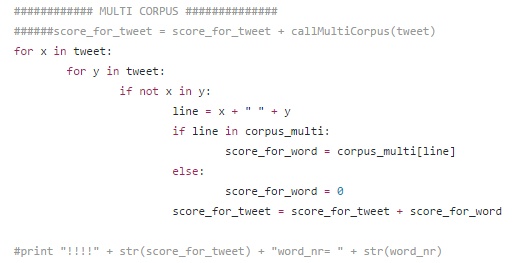 ############ MULTI CORPUS ##############
######score_for_tweet = score_for_tweet + callMultiCorpus(tweet)
for x in tweet:
        for y in tweet:
                if not x in y:
                        line = x + " " + y
                        if line in corpus_multi:
                                score_for_word = corpus_multi[line]
                        else:
                                score_for_word = 0
                        score_for_tweet = score_for_tweet + score_for_word
#print "!!!!" + str(score_for_tweet) + "word_nr= " + str(word_nr)